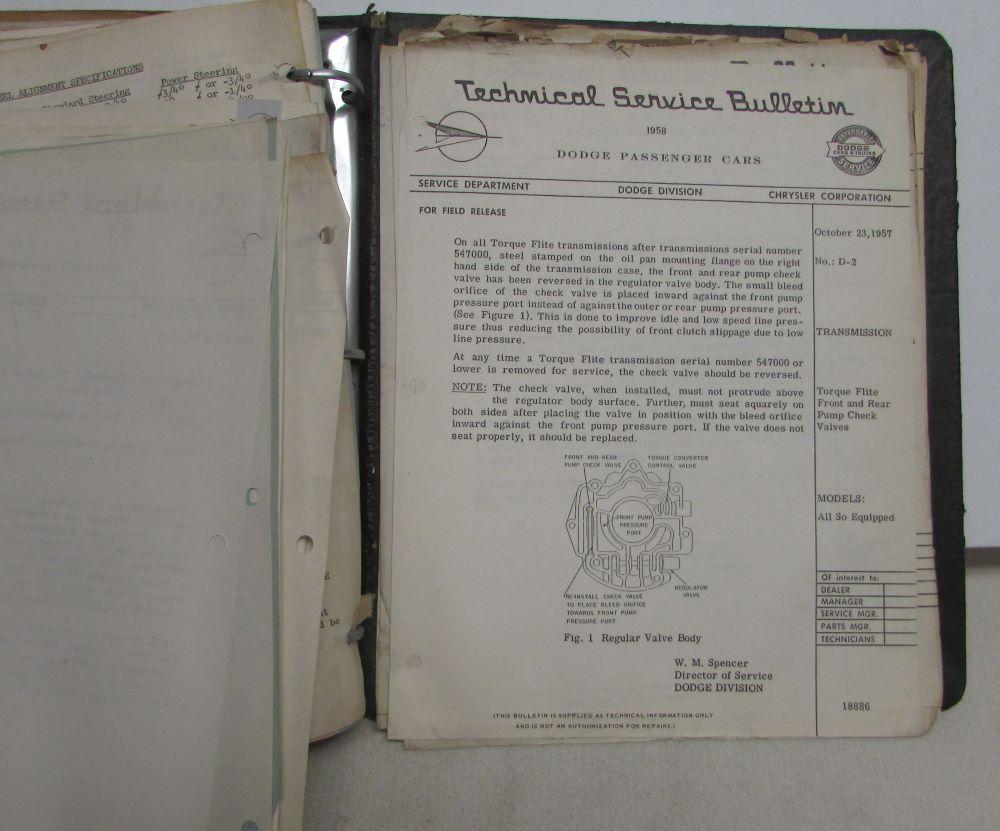 EL ALIGNMENT SPECIFICATIONS
Standard Steering
Power Steering
+3/4° or -3/4°
or -1/4°
Technical Service Bulletin
1958
DODGE PASSENGER CARS
DODGE
CARS & TRUCKS
SERVICE
SERVICE DEPARTMENT DODGE DIVISION CHRYSLER CORPORATION
FOR FIELD RELEASE
On all Torque Flite transmissions after transmissions serial number
547000, steel stamped on the oil pan mounting flange on the right
hand side of the transmission case, the front and rear pump check
valve has been reversed in the regulator valve body. The small bleed
orifice of the check valve is placed inward against the front pump
pressure port instead of against the outer or rear pump pressure port.
(See Figure 1). This is done to improve idle and low speed line pres-
sure thus reducing the possibility of front clutch slippage due to low
line pressure.
At any time a Torque Flite transmission serial number 547000 or
lower is removed for service, the check valve should be reversed.
NOTE: The check valve, when installed, must not protrude above
the regulator body surface. Further, must seat squarely on
both sides after placing the valve in position with the bleed orifice
inward against the front pump pressure port. If the valve does not
seat properly, it should be replaced.
FRONT AND REAR
PUMP CHECK VALVE
TORQUE CONVERTER
CONTROL VALVE
FRONT PUMP
PRESSURE
PORT
REGULATOR
VALVE
RE-INSTALL CHECK VALVE
TO PLACE BLEED ORIFICE
TOWARDS FRONT PUMP
PRESSURE PORT
Fig. 1 Regular Valve Body
W. M. Spencer
Director of Service
DODGE DIVISION
(THIS BULLETIN IS SUPPLIED AS TECHNICAL INFORMATION ONLY
AND IS NOT AN AUTHORIZATION FOR REPAIRS.)
October 23, 1957
No.: D-2
TRANSMISSION
Torque Flite
Front and Rear
Pump Check
Valves
MODELS:
All So Equipped
Of interest to:
DEALER
MANAGER
SERVICE MGR.
PARTS MGR.
TECHNICIANS
18886
be